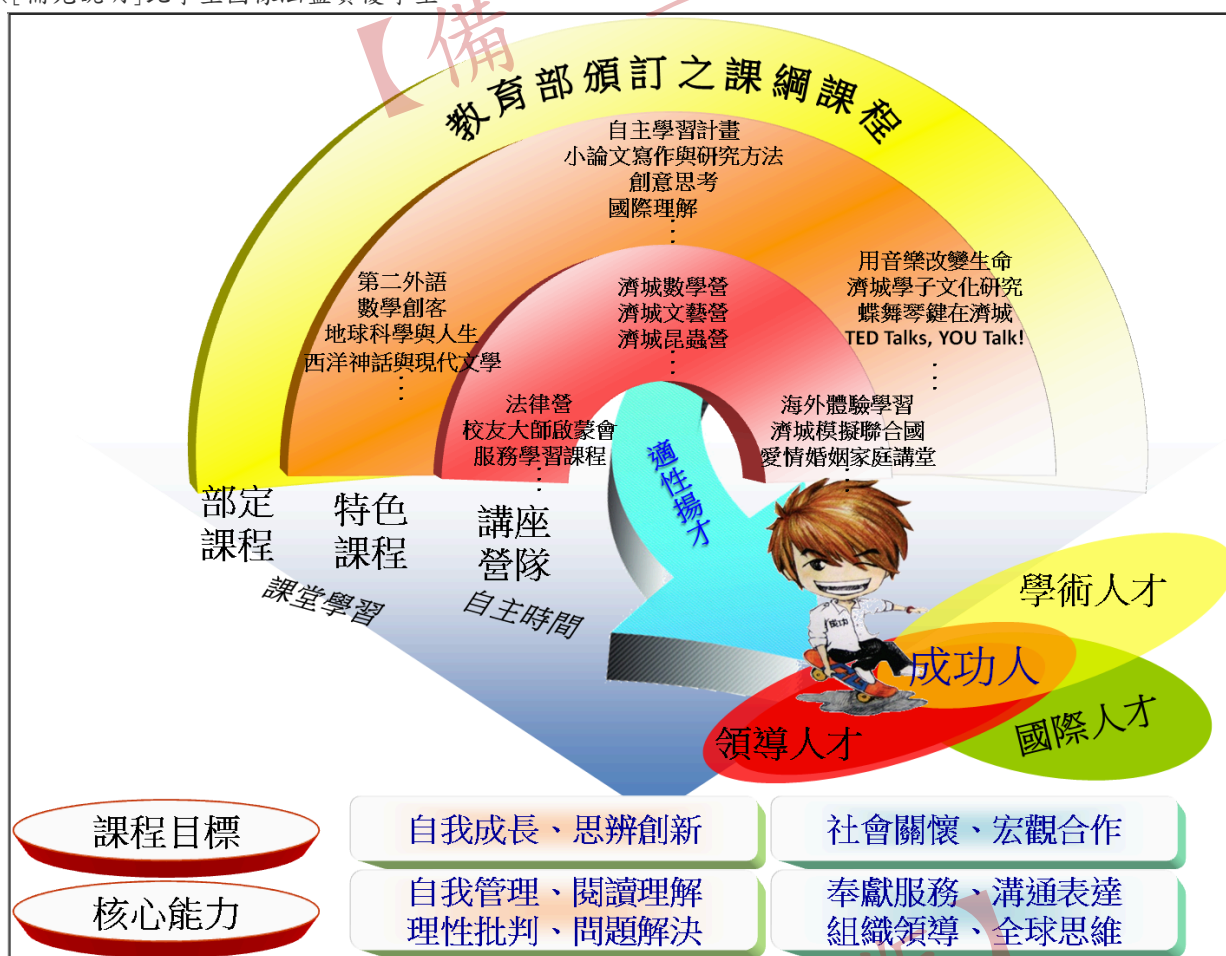 【備
教育部頒訂之課綱課程
自主學習計畫
小論文寫作與研究方法
創意思考
國際理解
第二外語
數學創客
地球科學與人生
西洋神話與現代文學
濟城數學營
濟城文藝營
濟城昆蟲營
用音樂改變生命
濟城學子文化研究
蝶舞琴鍵在濟城
TED Talks, YOU Talk!
法律營
校友大師啟蒙會
服務學習課程
海外體驗學習
濟城模擬聯合國
愛情婚姻家庭講堂
適性揚才
部定
課程
特色
課程
講座
營隊
課堂學習
自主時間
成功
學術人才
成功人
領導人才
國際人才
課程目標
自我成長、思辨創新
社會關懷、宏觀合作
核心能力
自我管理、閱讀理解
理性批判、問題解決
奉獻服務、溝通表達
組織領導、全球思維
】